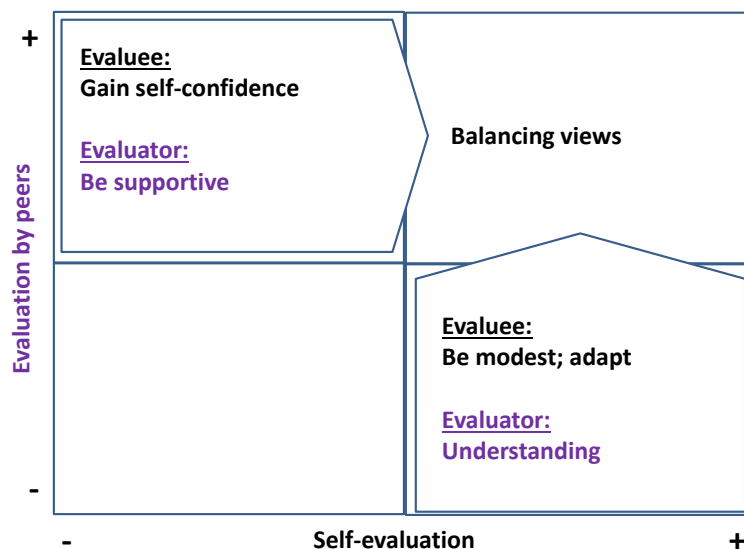 +
Evaluee:
Gain self-confidence
Evaluator:
Be supportive
Balancing views
Evaluation by peers
Evaluee:
Be modest; adapt
Evaluator:
Understanding
-
-
Self-evaluation
+